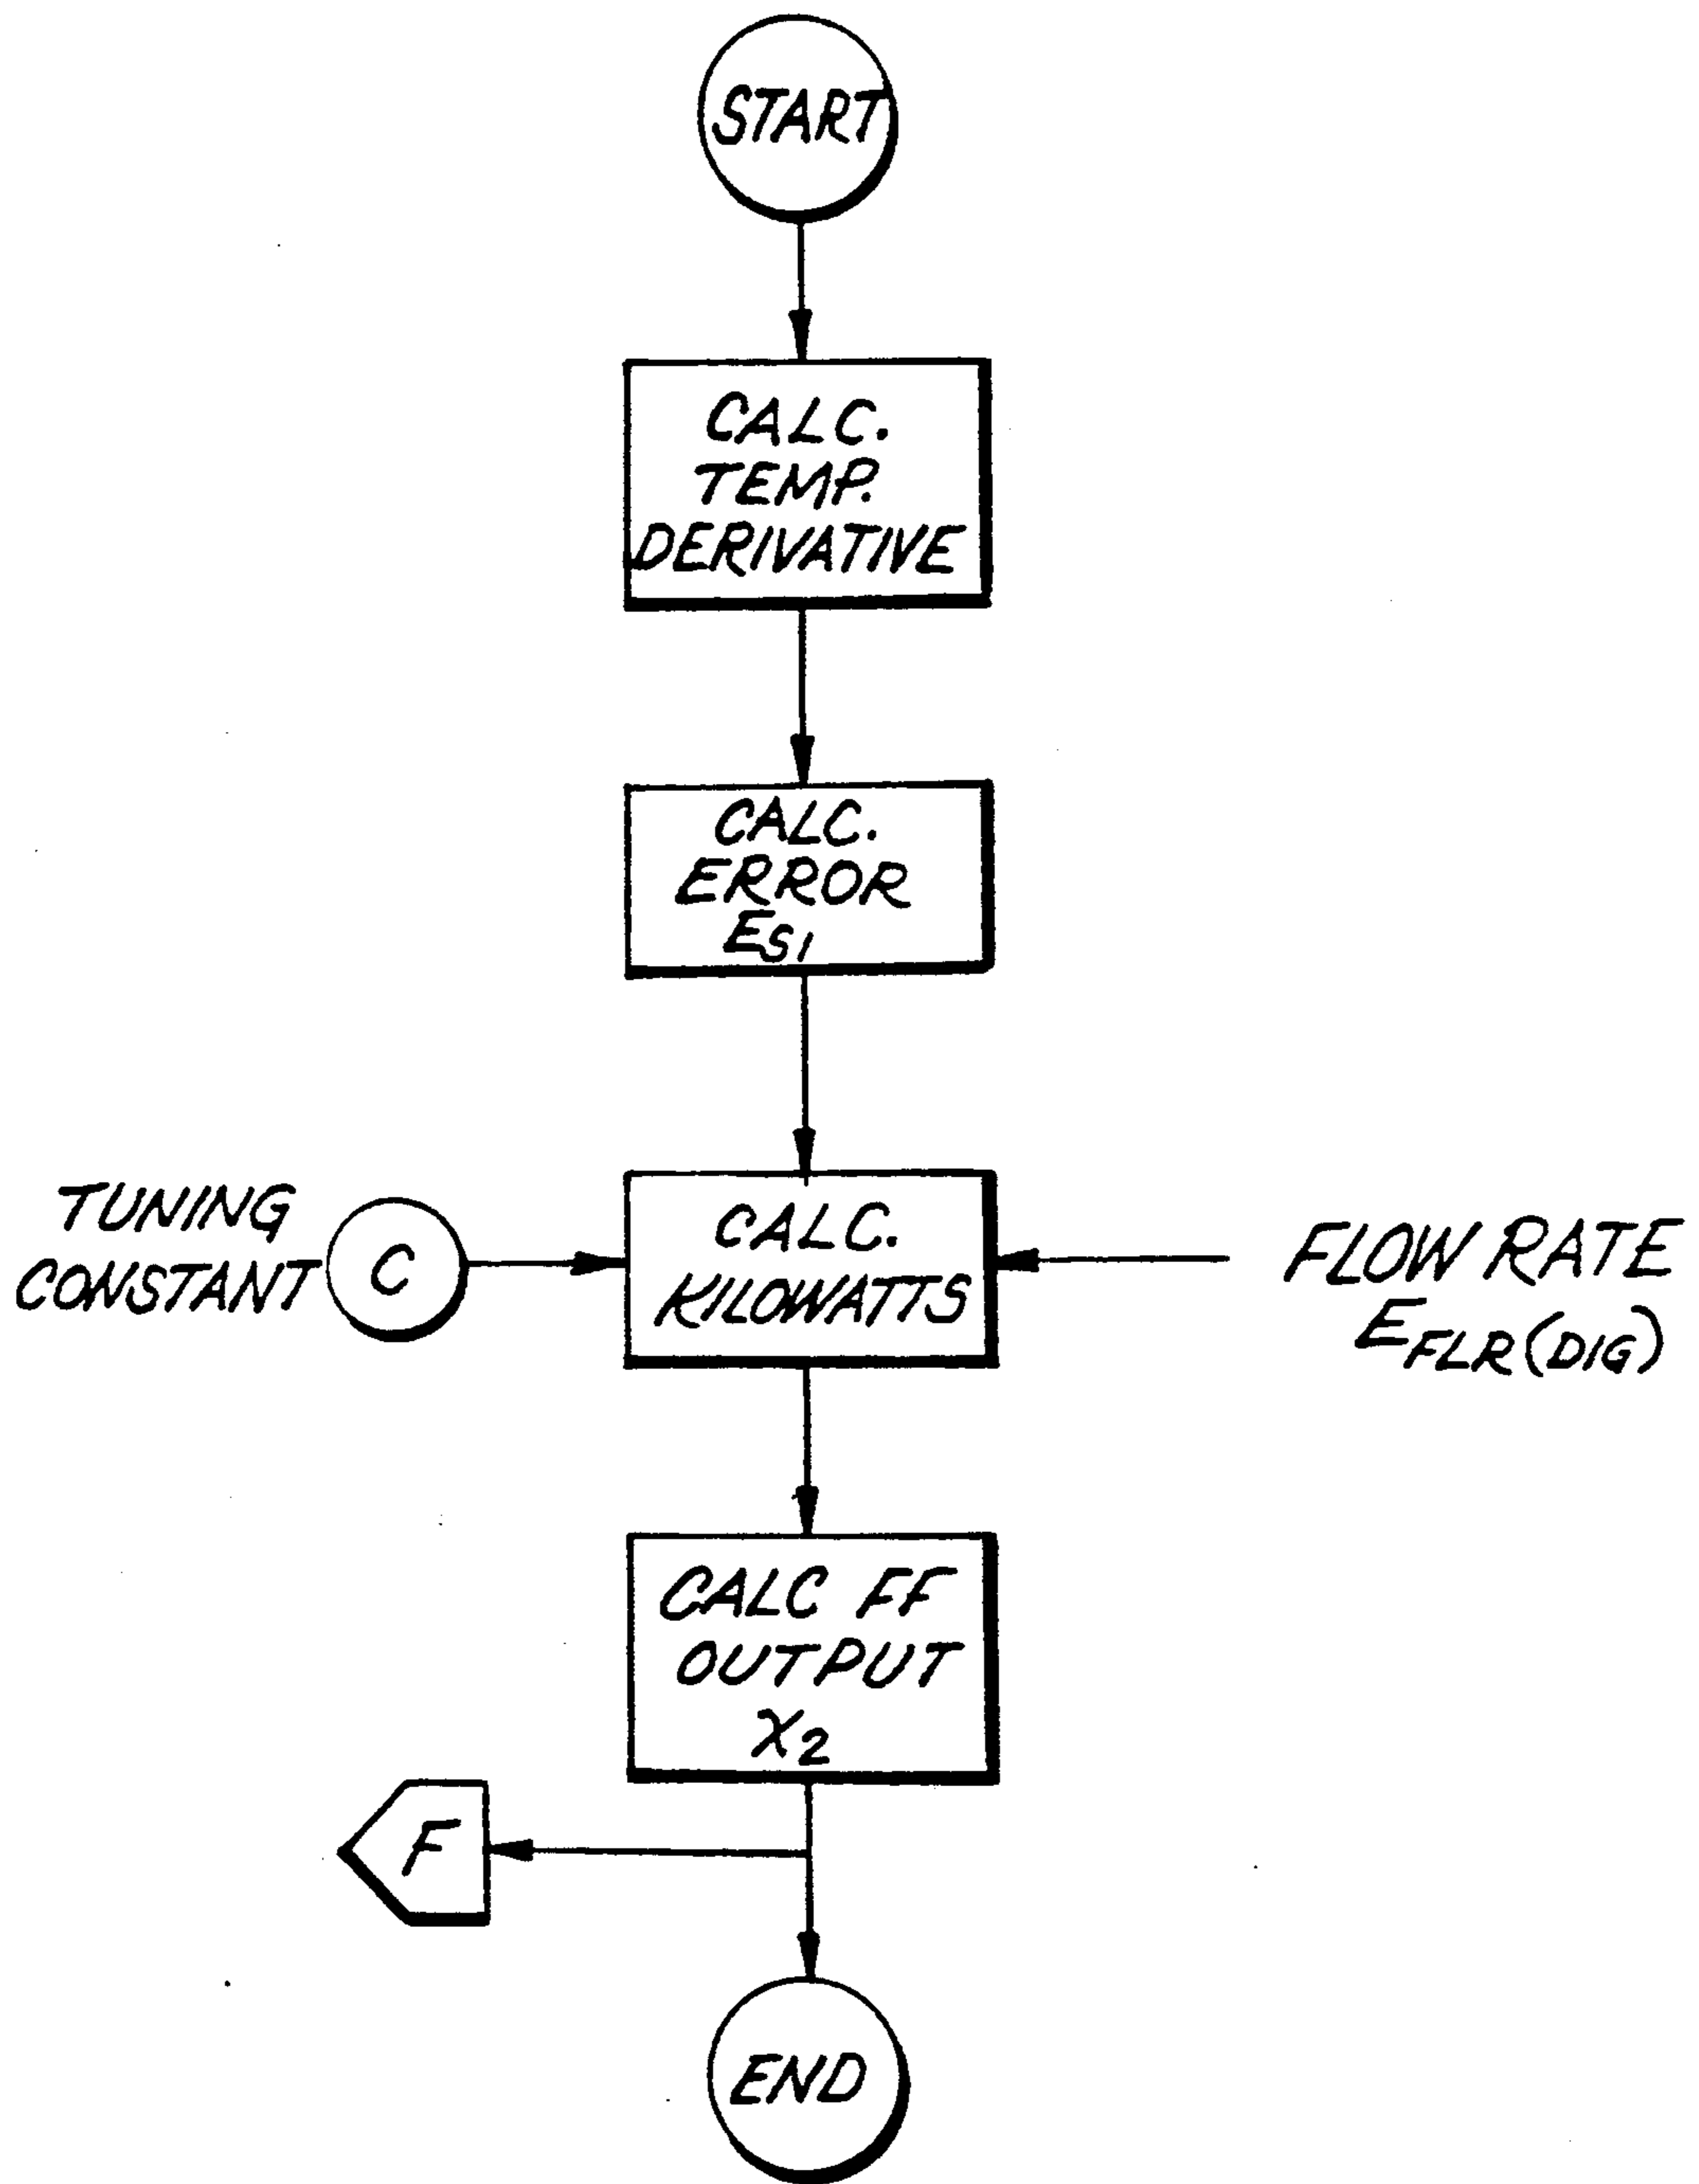 START
CALC.
TEMP.
DERIVATIVE
CALC.
ERROR
ES1
TUNING
CONSTANT
C
CALC.
KILOWATTS
FLOW RATE
EFLR (DIG)
CALC FF
OUTPUT
X2
F
END